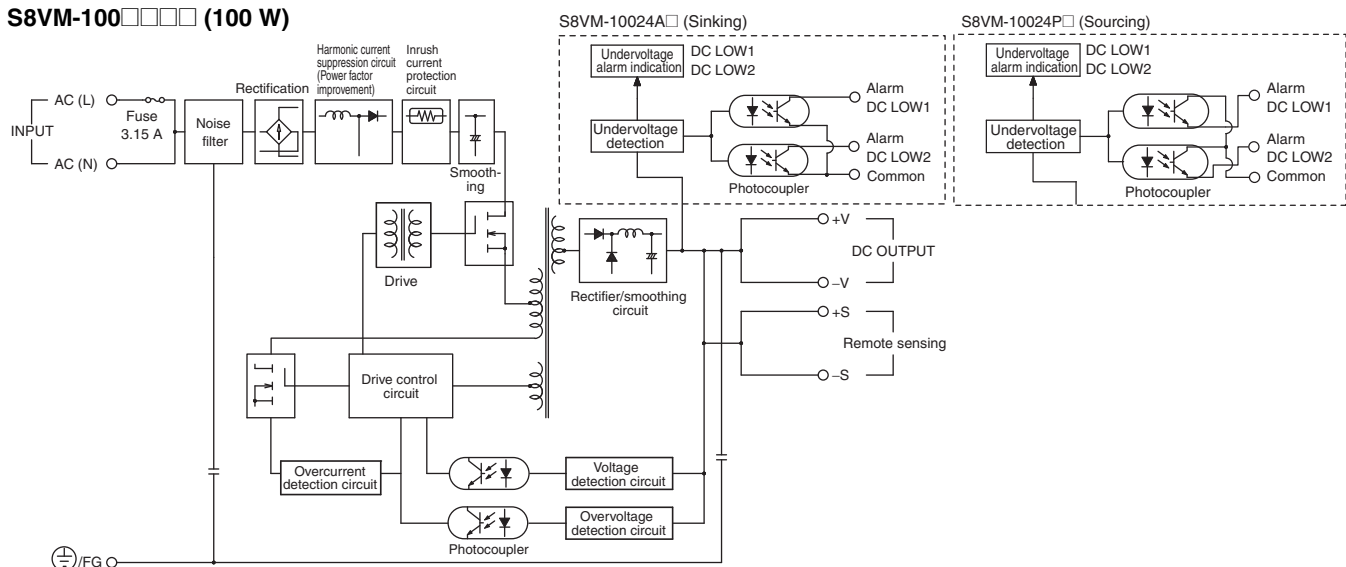 S8VM-100□□□□ (100 W)
S8VM-10024A□ (Sinking)
Undervoltage
alarm indication
DC LOW1
DC LOW2
Undervoltage
detection
Alarm
DC LOW1
Alarm
DC LOW2
Common
Photocoupler
S8VM-10024P□ (Sourcing)
Undervoltage
alarm indication
DC LOW1
DC LOW2
Undervoltage
detection
Alarm
DC LOW1
Alarm
DC LOW2
Common
Photocoupler
INPUT
AC (L)
AC (N)
Fuse
3.15 A
Noise
filter
Rectification
Harmonic current
suppression circuit
(Power factor
improvement)
Inrush
current
protection
circuit
Smooth-
ing
Drive
Rectifier/smoothing
circuit
+V
DC OUTPUT
–V
+S
Remote sensing
–S
Drive control
circuit
Overcurrent
detection circuit
Voltage
detection circuit
Overvoltage
detection circuit
Photocoupler
/FG